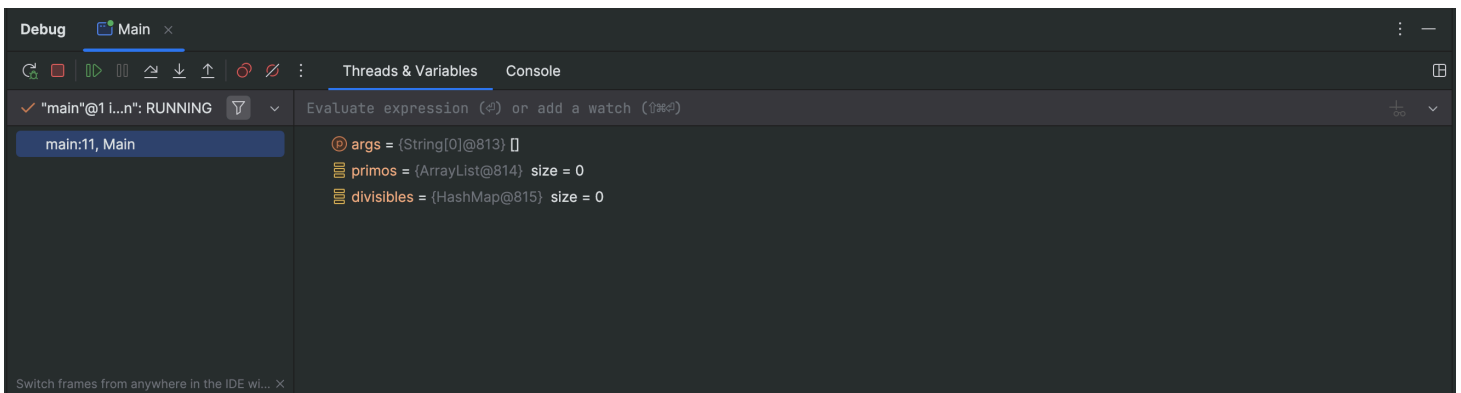 Debug Main
Threads & Variables Console
"main"@1 i...n": RUNNING Evaluate expression (⏎) or add a watch (⇧⌘⏎)
main:11, Main
args = {String[0]@813} []
primos = {ArrayList@814} size = 0
divisibles = {HashMap@815} size = 0
Switch frames from anywhere in the IDE wi...